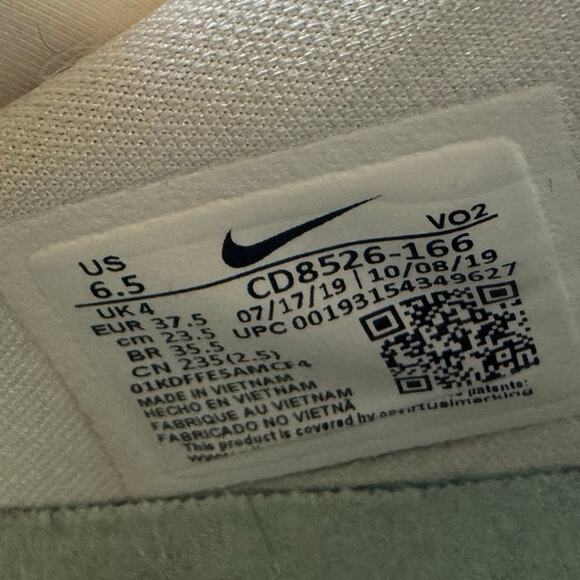 US
6.5
UK 4
EUR 37.5
cm 23.5
BR 35.5
CN 235(2.5)
01KDFFE5AMCF4
MADE IN VIETNAM
HECHO EN VIETNAM
FABRIQUE AU VIETNAM
FABRICADO NO VIETNÃ
This product is covered by
patents:
VO2
CD8526-166
07/17/19 | 10/08/19
UPC 00193154349627